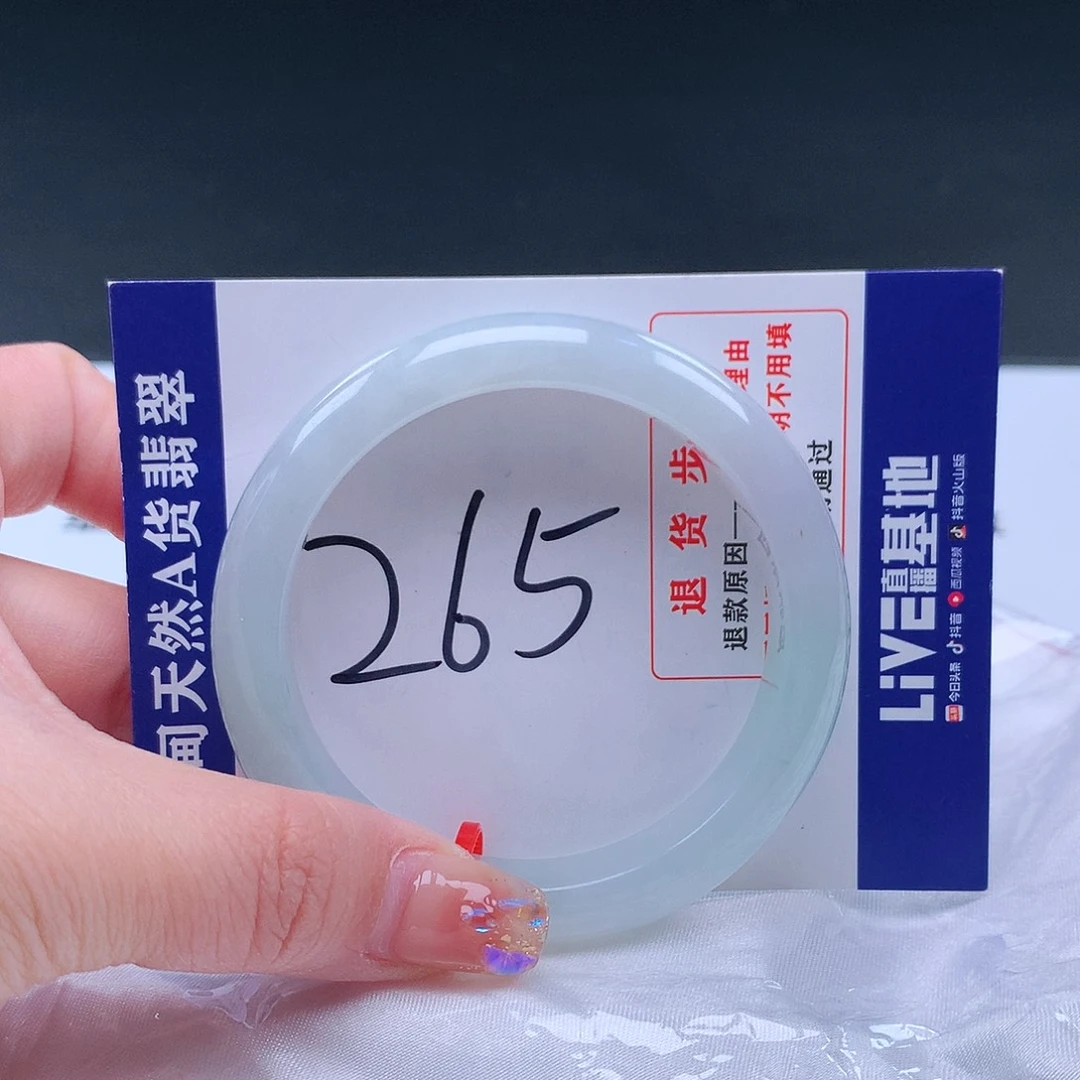 天然A货翡翠
265
退货步
退款原因一
理由
不用填
通过
LIVE直播基地
今日头条 抖音 西瓜视频 抖音火山版